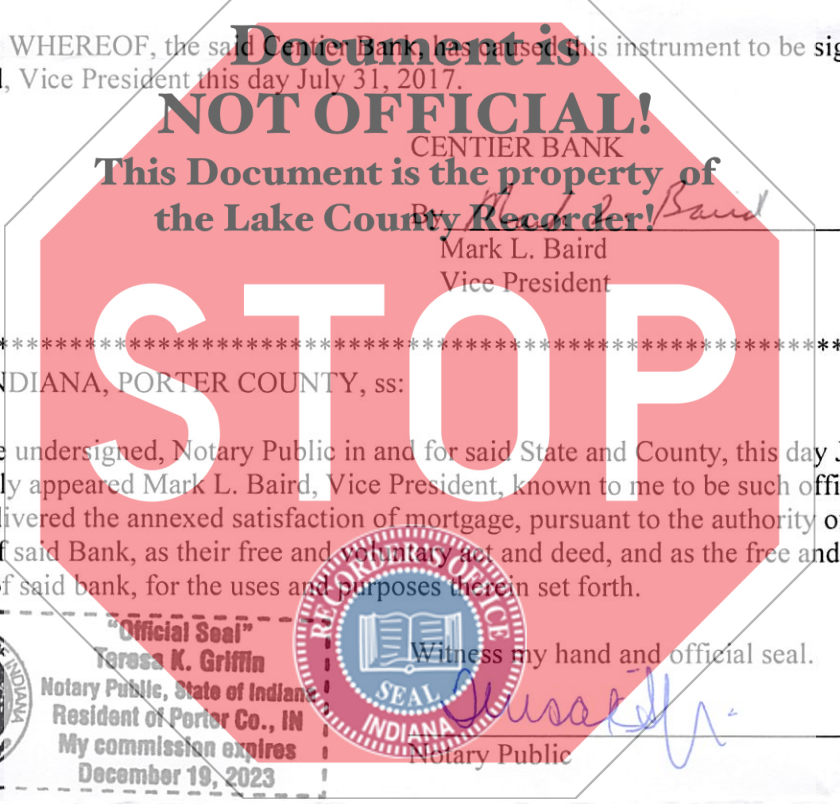 Document is
NOT OFFICIAL!
This Document is the property of
the Lake County Recorder!
STOP
WHEREOF, the said Centier Bank, has caused this instrument to be sig
, Vice President this day July 31, 2017.
CENTIER BANK
By Mark L. Baird
Mark L. Baird
Vice President
************************************************************
NDIANA, PORTER COUNTY, ss:
e undersigned, Notary Public in and for said State and County, this day J
ly appeared Mark L. Baird, Vice President, known to me to be such offi
livered the annexed satisfaction of mortgage, pursuant to the authority o
f said Bank, as their free and voluntary act and deed, and as the free and
of said bank, for the uses and purposes therein set forth.
RECORDER'S OFFICE
SEAL
INDIANA
"Official Seal"
Teresa K. Griffin
Notary Public, State of Indiana
Resident of Porter Co., IN
My commission expires
December 19, 2023
INDIANA
Witness my hand and official seal.
Notary Public